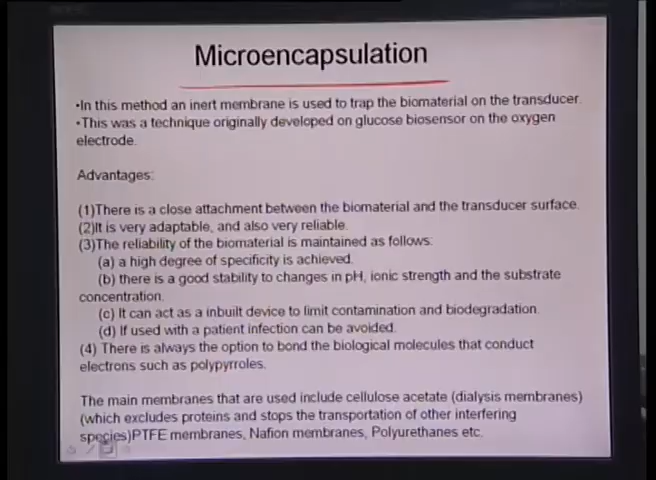 Microencapsulation
•In this method an inert membrane is used to trap the biomaterial on the transducer.
•This was a technique originally developed on glucose biosensor on the oxygen
electrode.
Advantages:
(1)There is a close attachment between the biomaterial and the transducer surface.
(2)It is very adaptable, and also very reliable.
(3)The reliability of the biomaterial is maintained as follows:
(a) a high degree of specificity is achieved.
(b) there is a good stability to changes in pH, ionic strength and the substrate
concentration.
(c) It can act as a inbuilt device to limit contamination and biodegradation.
(d) If used with a patient infection can be avoided.
(4) There is always the option to bond the biological molecules that conduct
electrons such as polypyrroles.
The main membranes that are used include cellulose acetate (dialysis membranes)
(which excludes proteins and stops the transportation of other interfering
species)PTFE membranes, Nafion membranes, Polyurethanes etc.